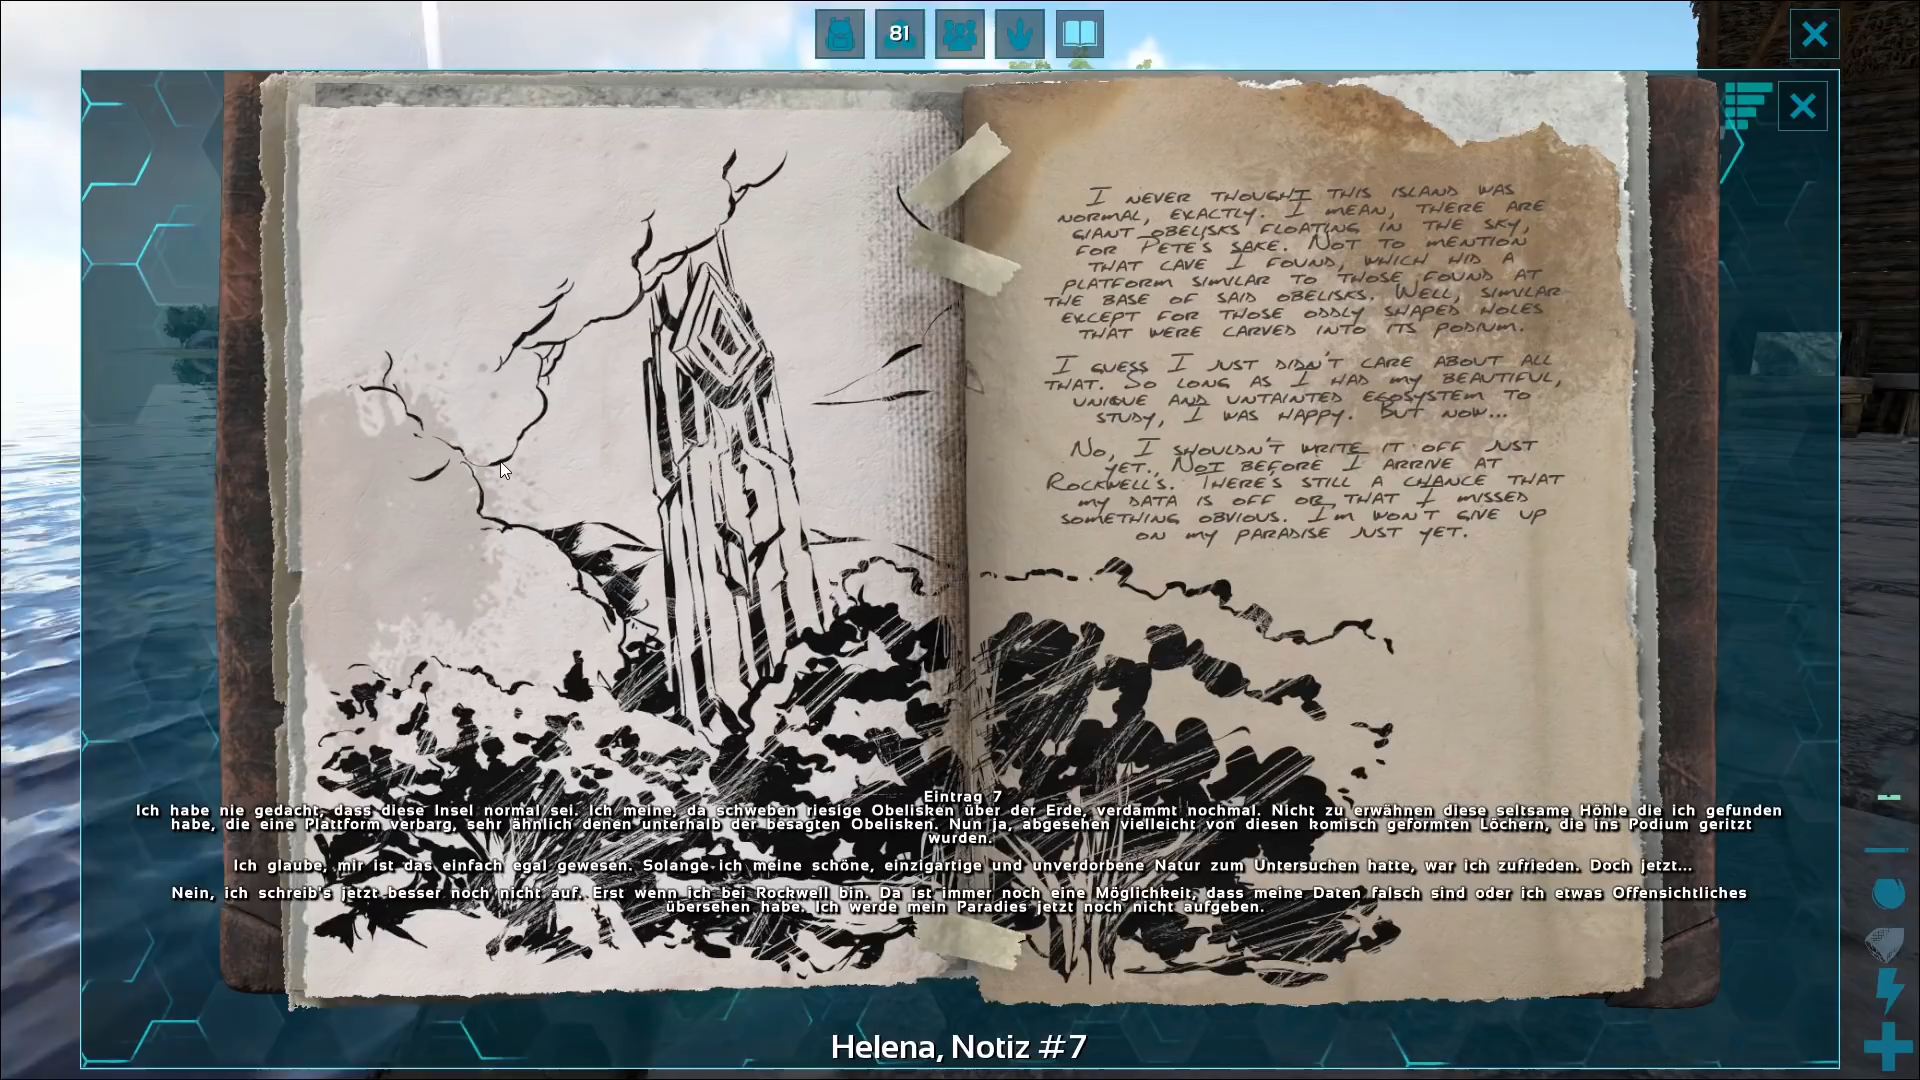 81
I NEVER THOUGHT THIS ISLAND WAS
NORMAL, EXACTLY. I MEAN, THERE ARE
GIANT OBELISKS FLOATING IN THE SKY,
FOR PETE'S SAKE. NOT TO MENTION
THAT CAVE I FOUND, WHICH HID A
PLATFORM SIMILAR TO THOSE FOUND AT
THE BASE OF SAID OBELISKS. WELL, SIMILAR
EXCEPT FOR THOSE ODDLY SHAPED HOLES
THAT WERE CARVED INTO ITS PODIUM.
I GUESS I JUST DIDN'T CARE ABOUT ALL
THAT. SO LONG AS I HAD MY BEAUTIFUL,
UNIQUE AND UNTAINTED ECOSYSTEM TO
STUDY, I WAS HAPPY. BUT NOW...
NO, I SHOULDN'T WRITE IT OFF JUST
YET. NOT BEFORE I ARRIVE AT
ROCKWELL'S. THERE'S STILL A CHANCE THAT
MY DATA IS OFF OR THAT I MISSED
SOMETHING OBVIOUS. I'M WON'T GIVE UP
ON MY PARADISE JUST YET.
Eintrag 7
Ich habe nie gedacht, dass diese Insel normal sei. Ich meine, da schweben riesige Obelisken über der Erde, verdammt nochmal. Nicht zu erwähnen diese seltsame Höhle die ich gefunden
habe, die eine Plattform verbarg, sehr ähnlich denen unterhalb der besagten Obelisken. Nun ja, abgesehen vielleicht von diesen komisch geformten Löchern, die ins Podium geritzt
wurden.
Ich glaube, mir ist das einfach egal gewesen. Solange ich meine schöne, einzigartige und unverdorbene Natur zum Untersuchen hatte, war ich zufrieden. Doch jetzt...
Nein, ich schreib's jetzt besser noch nicht auf. Erst wenn ich bei Rockwell bin. Da ist immer noch eine Möglichkeit, dass meine Daten falsch sind oder ich etwas Offensichtliches
übersehen habe. Ich werde mein Paradies jetzt noch nicht aufgeben.
Helena, Notiz #7